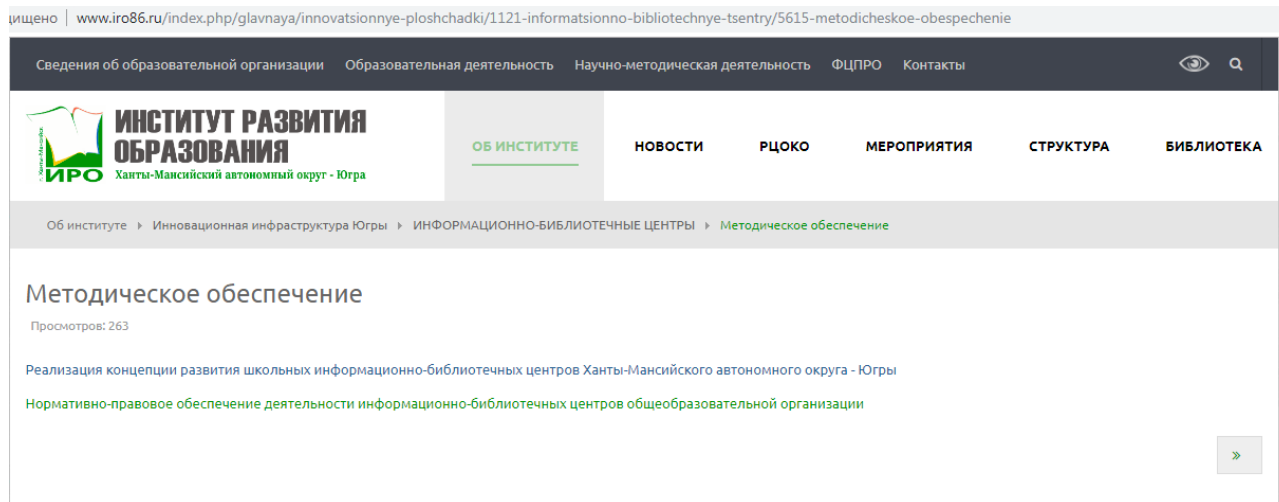 www.iro86.ru/index.php/glavnaya/innovatsionnye-ploshchadki/1121-informatsionno-bibliotechnye-tsentry/5615-metodicheskoe-obespechenie
Сведения об образовательной организации Образовательная деятельность Научно-методическая деятельность ФЦПРО Контакты
ИНСТИТУТ РАЗВИТИЯ
ОБРАЗОВАНИЯ
Ханты-Мансийский автономный округ - Югра
ИРО
ОБ ИНСТИТУТЕ НОВОСТИ РЦОКО МЕРОПРИЯТИЯ СТРУКТУРА БИБЛИОТЕКА
Об институте Инновационная инфраструктура Югры ИНФОРМАЦИОННО-БИБЛИОТЕЧНЫЕ ЦЕНТРЫ Методическое обеспечение
Методическое обеспечение
Просмотров: 263
Реализация концепции развития школьных информационно-библиотечных центров Ханты-Мансийского автономного округа - Югры
Нормативно-правовое обеспечение деятельности информационно-библиотечных центров общеобразовательной организации
»